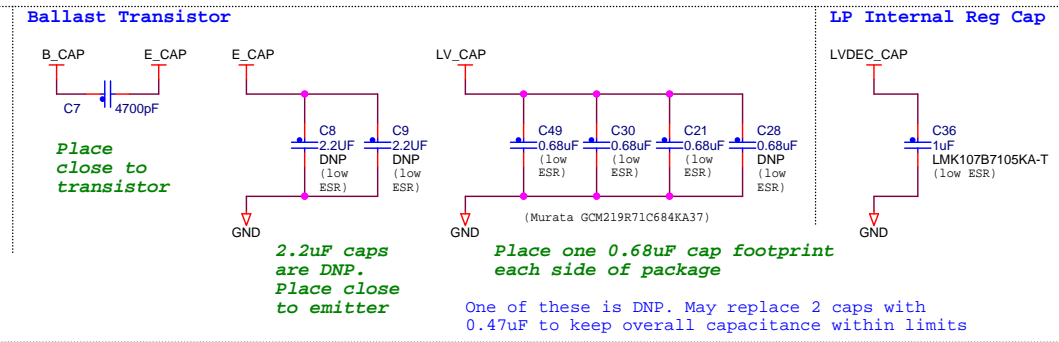 Ballast Transistor
LP Internal Reg Cap
B_CAP
E_CAP
C7
4700pF
Place
close to
transistor
E_CAP
C8
2.2UF
DNP
(low
ESR)
C9
2.2UF
DNP
(low
ESR)
GND
2.2uF caps
are DNP.
Place close
to emitter
LV_CAP
C49
0.68uF
(low
ESR)
C30
0.68uF
(low
ESR)
C21
0.68uF
(low
ESR)
C28
0.68uF
DNP
(low
ESR)
GND
(Murata GCM219R71C684KA37)
Place one 0.68uF cap footprint
each side of package
One of these is DNP. May replace 2 caps with
0.47uF to keep overall capacitance within limits
LVDEC_CAP
C36
1uF
LMK107B7105KA-T
(low ESR)
GND